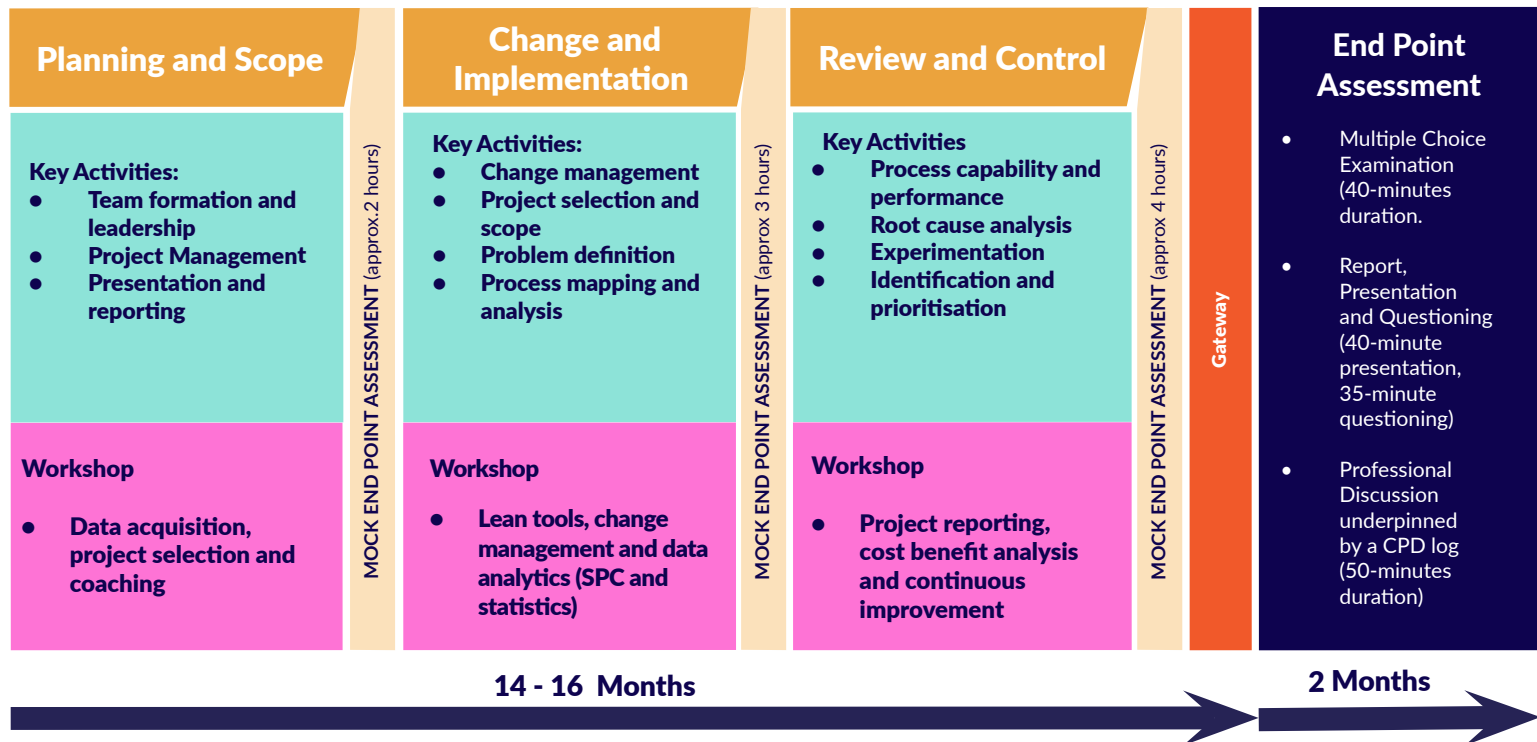 Planning and Scope
Key Activities:
● Team formation and
leadership
● Project Management
● Presentation and
reporting
Workshop
● Data acquisition,
project selection and
coaching
MOCK END POINT ASSESSMENT (approx.2 hours)
Change and
Implementation
Key Activities:
● Change management
● Project selection and
scope
● Problem definition
● Process mapping and
analysis
Workshop
● Lean tools, change
management and data
analytics (SPC and
statistics)
MOCK END POINT ASSESSMENT (approx 3 hours)
Review and Control
Key Activities
● Process capability and
performance
● Root cause analysis
● Experimentation
● Identification and
prioritisation
Workshop
● Project reporting,
cost benefit analysis
and continuous
improvement
MOCK END POINT ASSESSMENT (approx 4 hours)
Gateway
End Point
Assessment
● Multiple Choice
Examination
(40-minutes
duration.
● Report,
Presentation
and Questioning
(40-minute
presentation,
35-minute
questioning)
● Professional
Discussion
underpinned
by a CPD log
(50-minutes
duration)
14 - 16 Months
2 Months